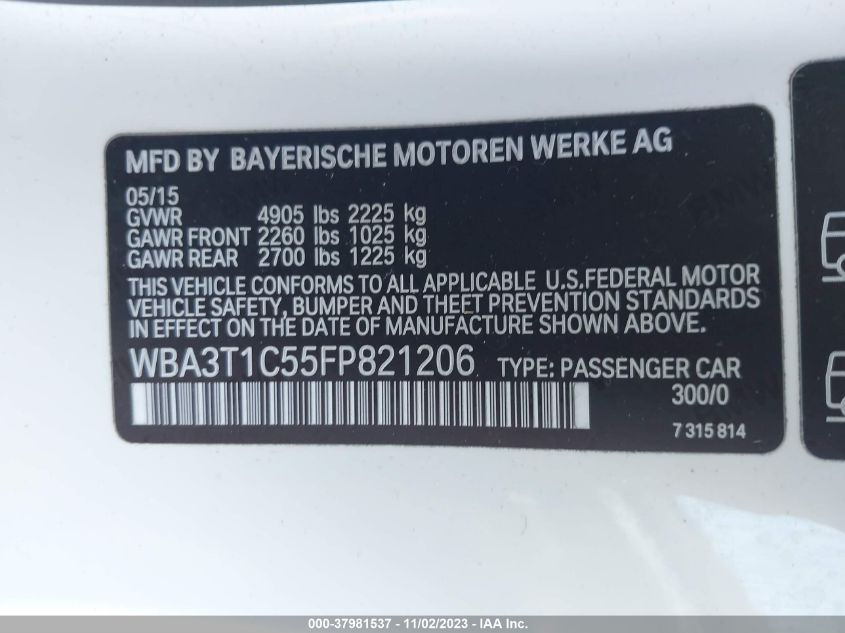 MFD BY BAYERISCHE MOTOREN WERKE AG
05/15
GVWR 4905 lbs 2225 kg
GAWR FRONT 2260 lbs 1025 kg
GAWR REAR 2700 lbs 1225 kg
THIS VEHICLE CONFORMS TO ALL APPLICABLE U.S.FEDERAL MOTOR
VEHICLE SAFETY, BUMPER AND THEFT PREVENTION STANDARDS
IN EFFECT ON THE DATE OF MANUFACTURE SHOWN ABOVE.
WBA3T1C55FP821206 TYPE: PASSENGER CAR
300/0
7 315 814
000-37981537 - 11/02/2023 - IAA Inc.